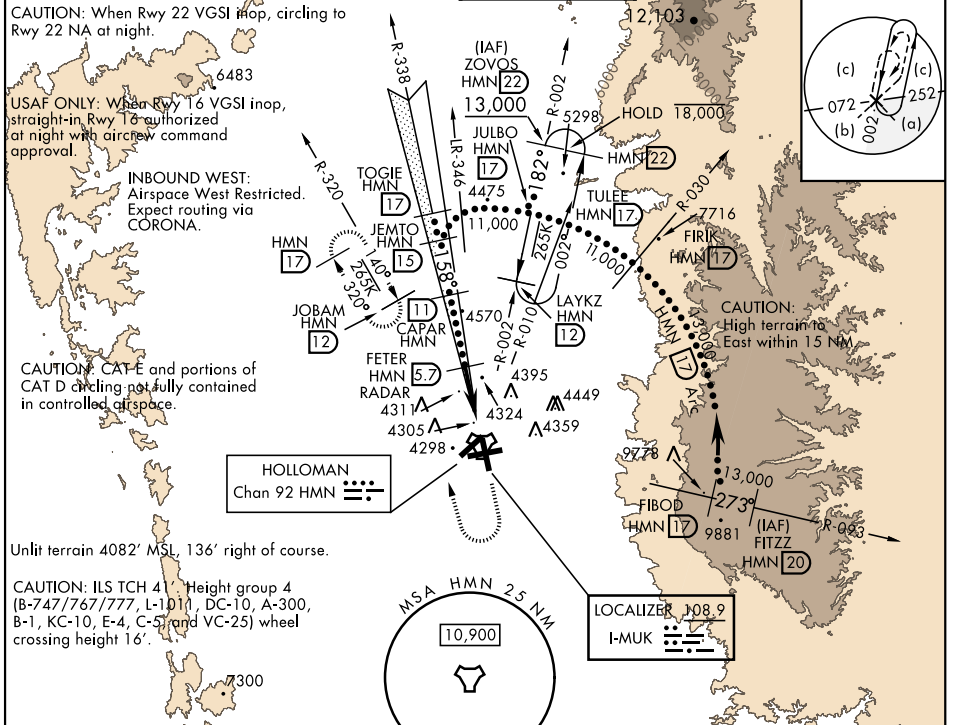 CAUTION: When Rwy 22 VGSI inop, circling to
Rwy 22 NA at night.
6483
USAF ONLY: When Rwy 16 VGSI inop,
straight-in Rwy 16 authorized
at night with aircrew command
approval.
INBOUND WEST:
Airspace West Restricted.
Expect routing via
CORONA.
R-338
R-320
LR-346
(IAF)
ZOVOS
HMN 22
13,000
R-002
5298
HOLD 18,000
HMN 22
12,103
10,000
8000
6000
(c)
(c)
072
252
(b)
(a)
002°
JULBO
HMN
17
182°
TOGIE
HMN
17
4475
11,000
TULEE
HMN 17
R-030
7716
FIRIK
HMN 17
11,000
JEMTO
HMN
15
HMN
17
140°
265K
320°
158°
265K
002°
JOBAM
HMN
12
11
CAPAR
HMN
4570
LAYKZ
HMN
12
R-002
R-010
CAUTION:
High terrain to
East within 15 NM
13,000
HMN 17 Arc
CAUTION: CAT E and portions of
CAT D circling not fully contained
in controlled airspace.
FETER
HMN 5.7
RADAR
4395
4311
4324
4449
4305
4359
4298
HOLLOMAN
Chan 92 HMN
9778
13,000
273°
FIBOD
HMN 17
9881
(IAF)
FITZZ
HMN 20
R-093
Unlit terrain 4082' MSL, 136' right of course.
CAUTION: ILS TCH 41'. Height group 4
(B-747/767/777, L-1011, DC-10, A-300,
B-1, KC-10, E-4, C-5, and VC-25) wheel
crossing height 16'.
MSA HMN 25 NM
10,900
LOCALIZER 108.9
I-MUK
7300